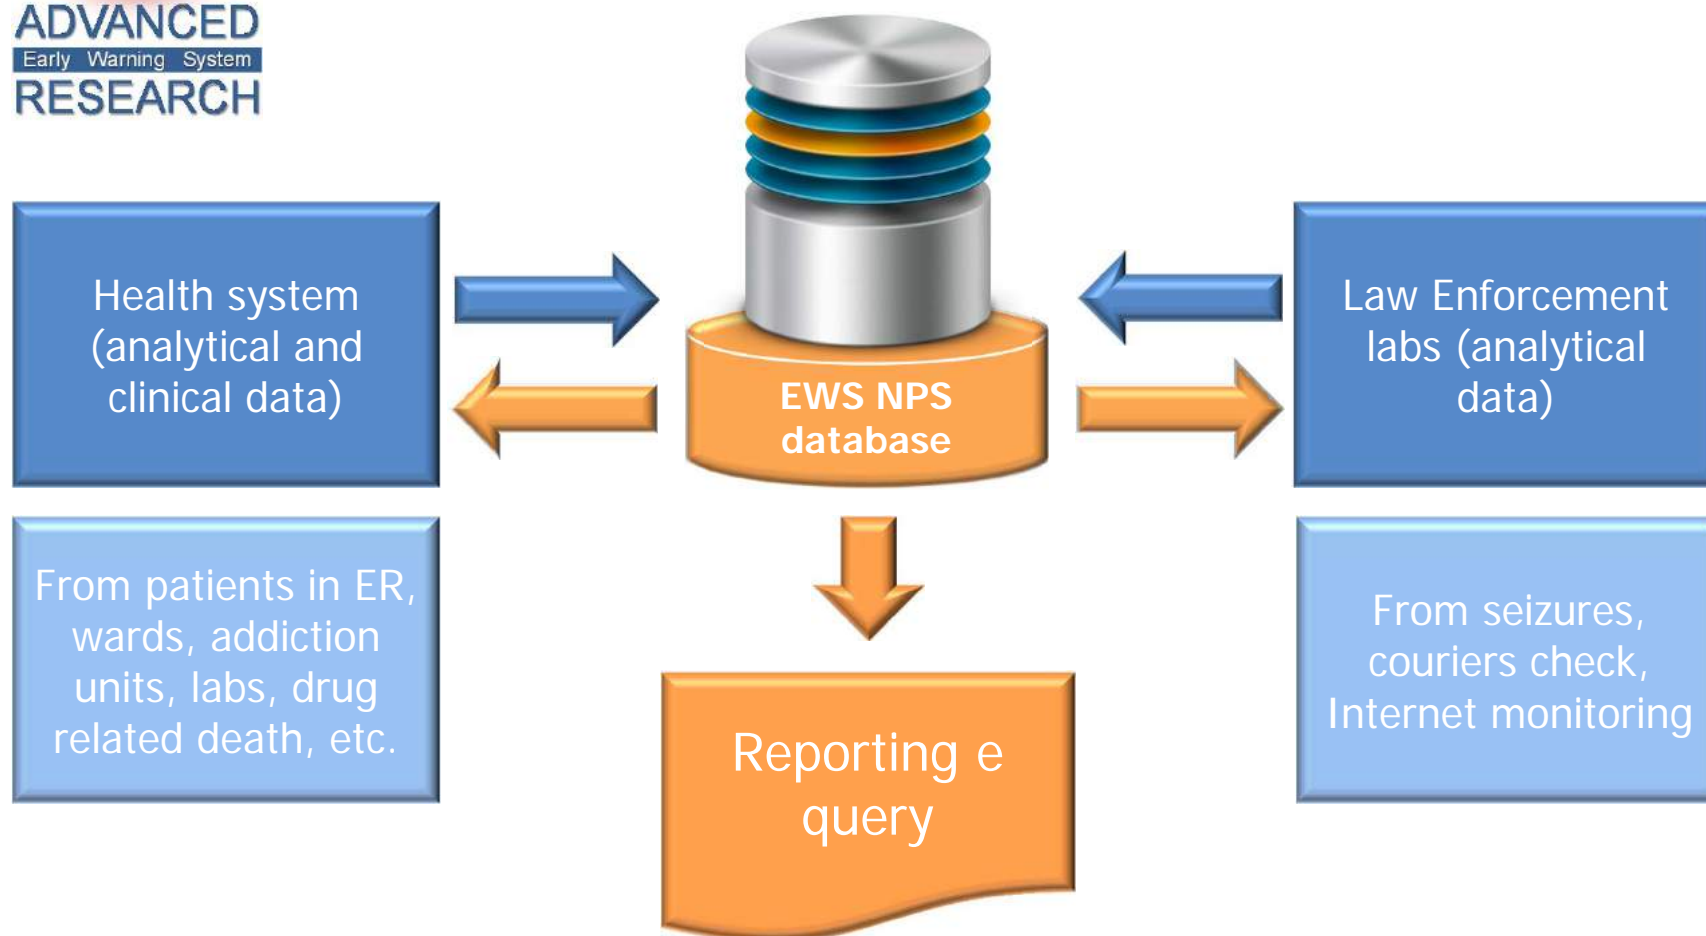 ADVANCED
Early Warning System
RESEARCH
Health system
(analytical and
clinical data)
EWS NPS
database
Law Enforcement
labs (analytical
data)
From patients in ER,
wards, addiction
units, labs, drug
related death, etc.
Reporting e
query
From seizures,
couriers check,
Internet monitoring